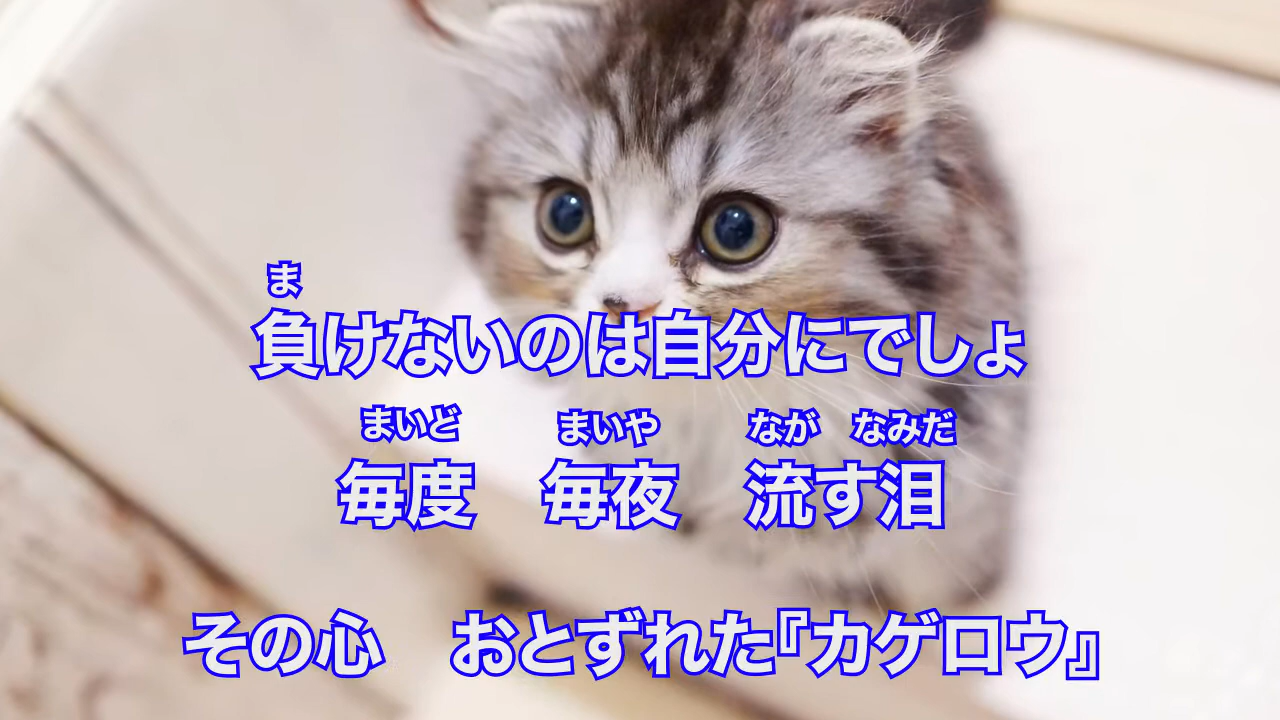 ま
負けないのは自分にでしょ
まいど　まいや　なが　なみだ
毎度　毎夜　流す泪
その心　おとずれた『カゲロウ』